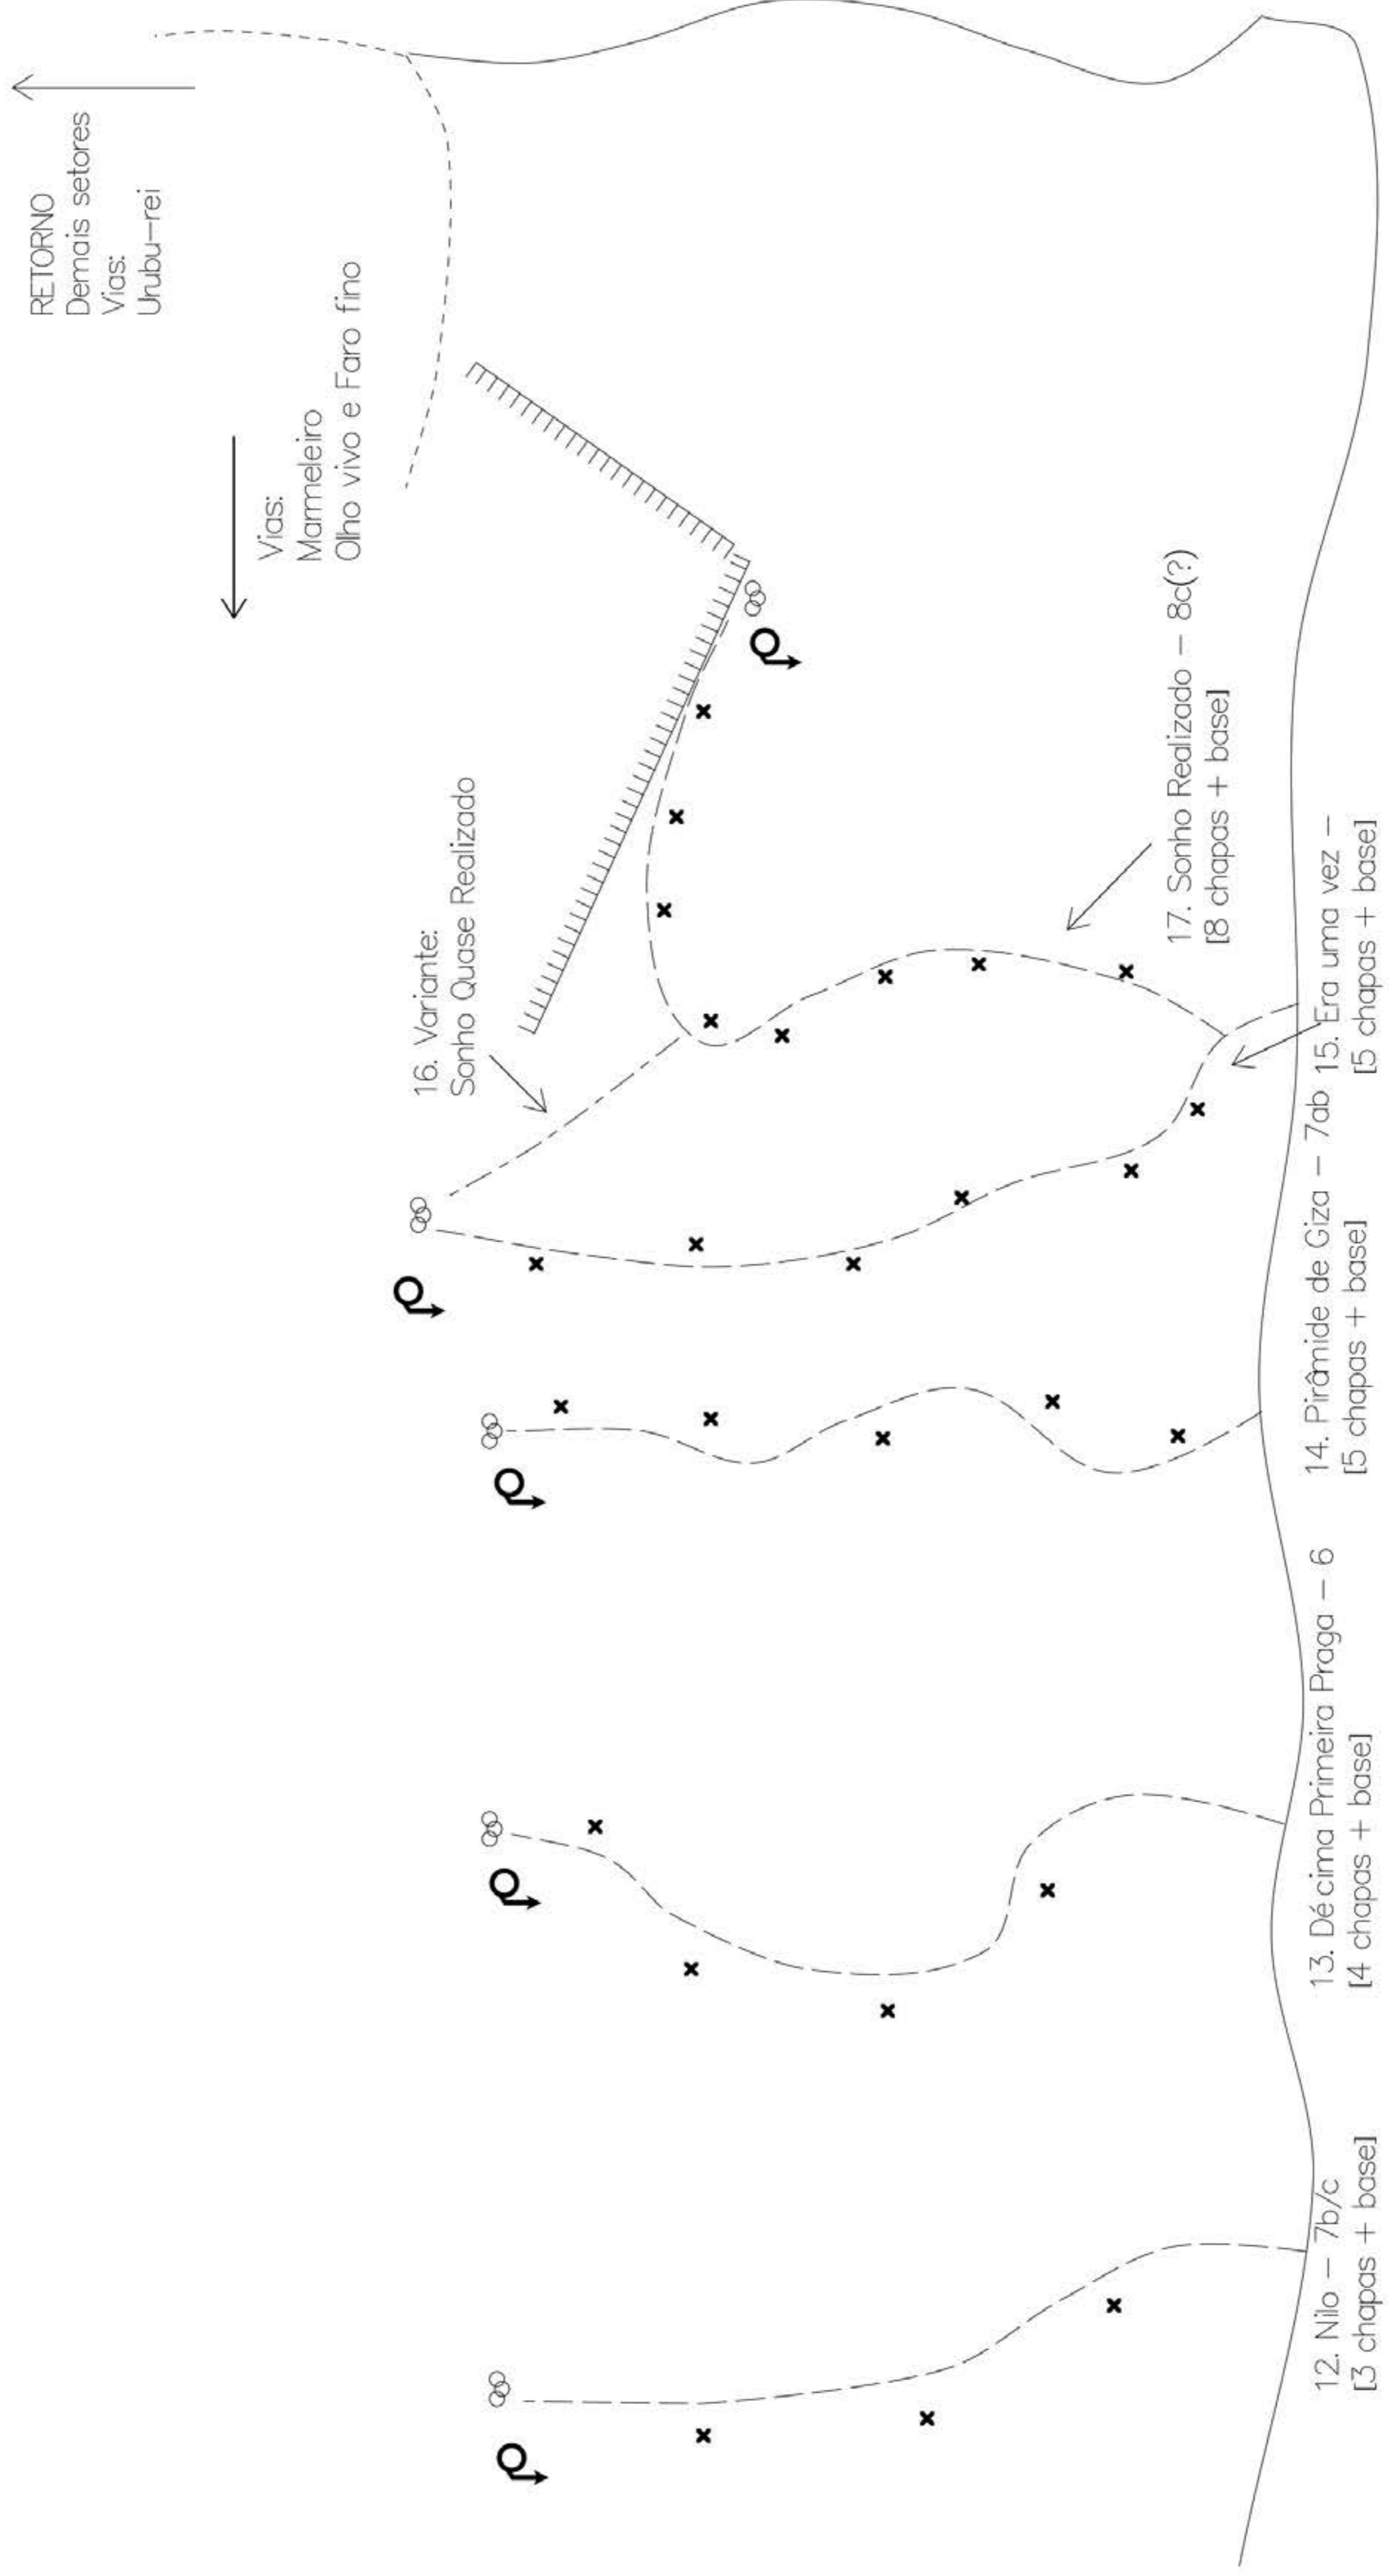 12. Nilo – 7b/c
[3 chapas + base]
13. Décima Primeira Praga – 6
[4 chapas + base]
14. Pirâmide de Giza – 7ab
[5 chapas + base]
15. Era uma vez –
[5 chapas + base]
16. Variante:
Sonho Quase Realizado
17. Sonho Realizado – 8c(?)
[8 chapas + base]
Vias:
Marmeleiro
Olho vivo e Faro fino
RETORNO
Demais setores
Vias:
Urubu–rei